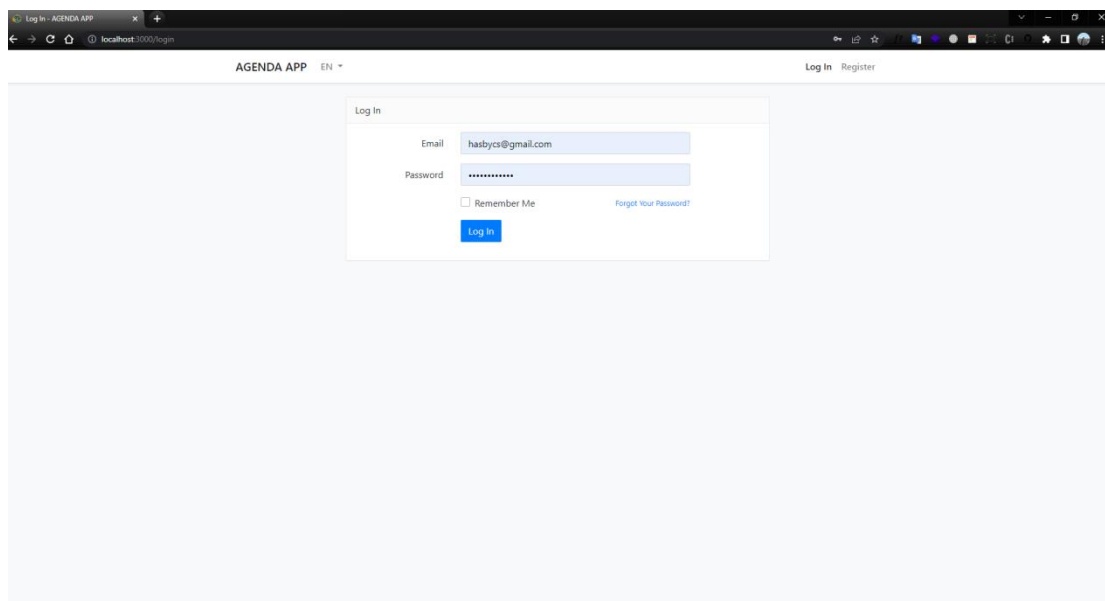 Log In - AGENDA APP
localhost:3000/login
AGENDA APP EN Log In Register
Log In
Email hasbycs@gmail.com
Password ••••••••••••
Remember Me Forgot Your Password?
Log In